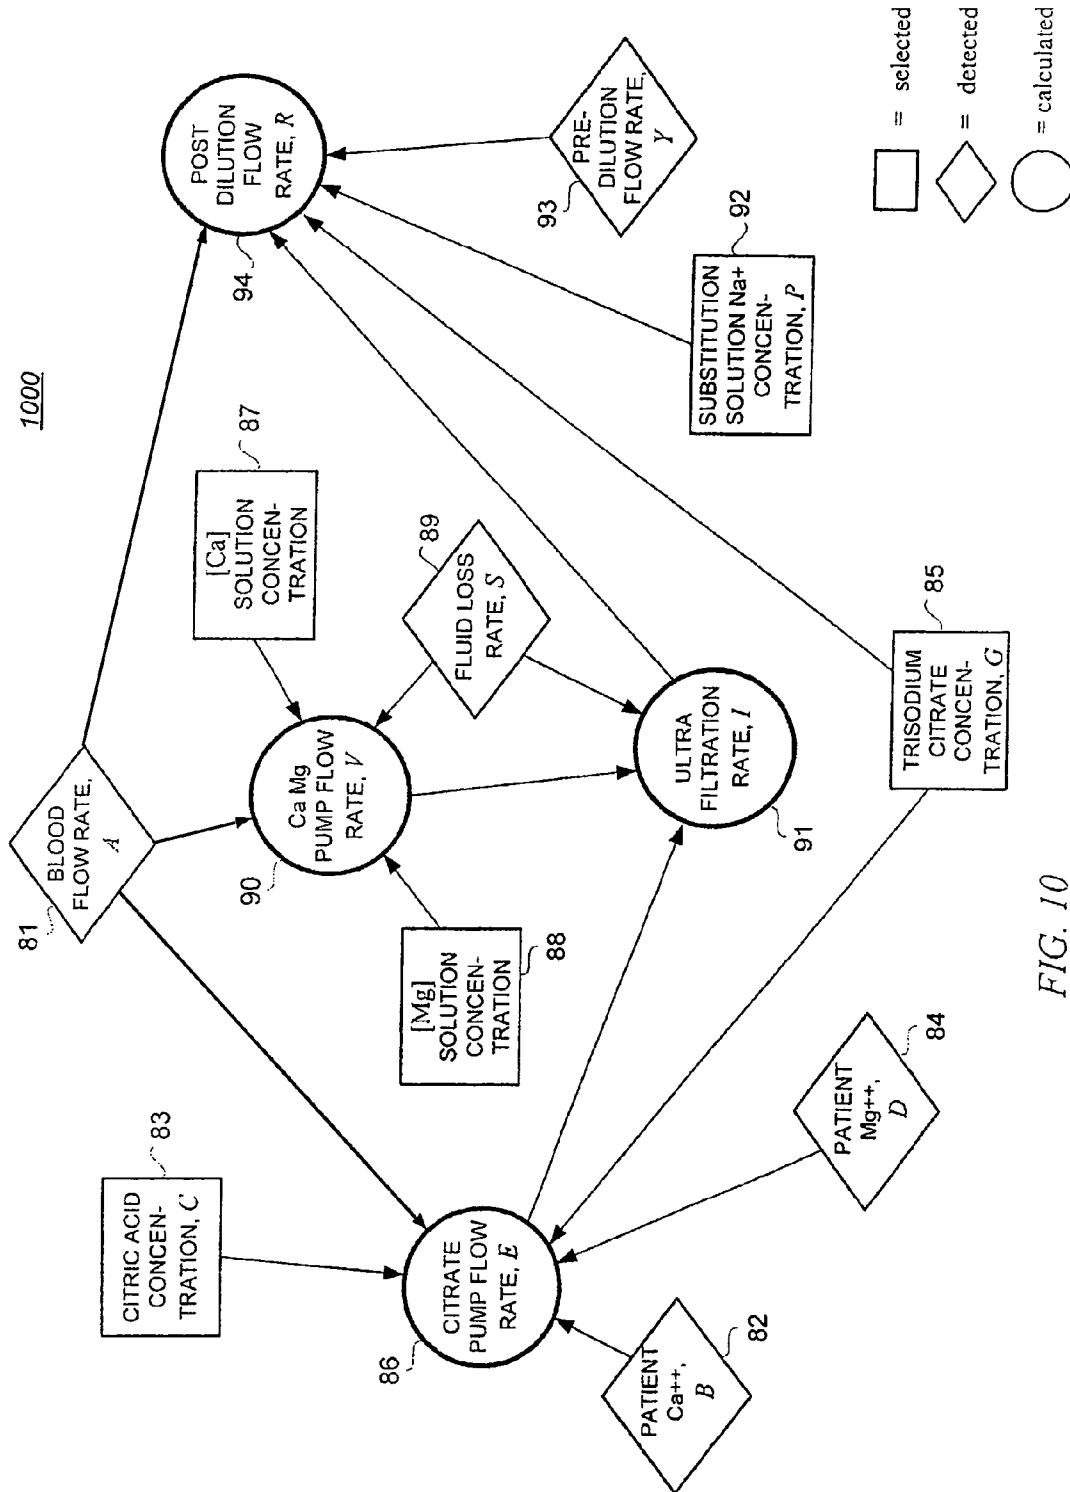 1000
BLOOD
FLOW RATE,
A
81
CITRIC ACID
CONCEN-
TRATION, C
83
[Ca]
SOLUTION
CONCEN-
TRATION
87
POST
DILUTION
FLOW
RATE, R
94
Ca Mg
PUMP FLOW
RATE, V
90
FLUID LOSS
RATE, S
89
[Mg]
SOLUTION
CONCEN-
TRATION
88
CITRATE
PUMP FLOW
RATE, E
86
PRE-
DILUTION
FLOW RATE,
Y
93
ULTRA
FILTRATION
RATE, I
91
SUBSTITUTION
SOLUTION Na+
CONCEN-
TRATION, P
92
PATIENT
Ca++,
B
82
PATIENT
Mg++,
D
84
TRISODIUM
CITRATE
CONCEN-
TRATION, G
85
= selected
= detected
= calculated
FIG. 10